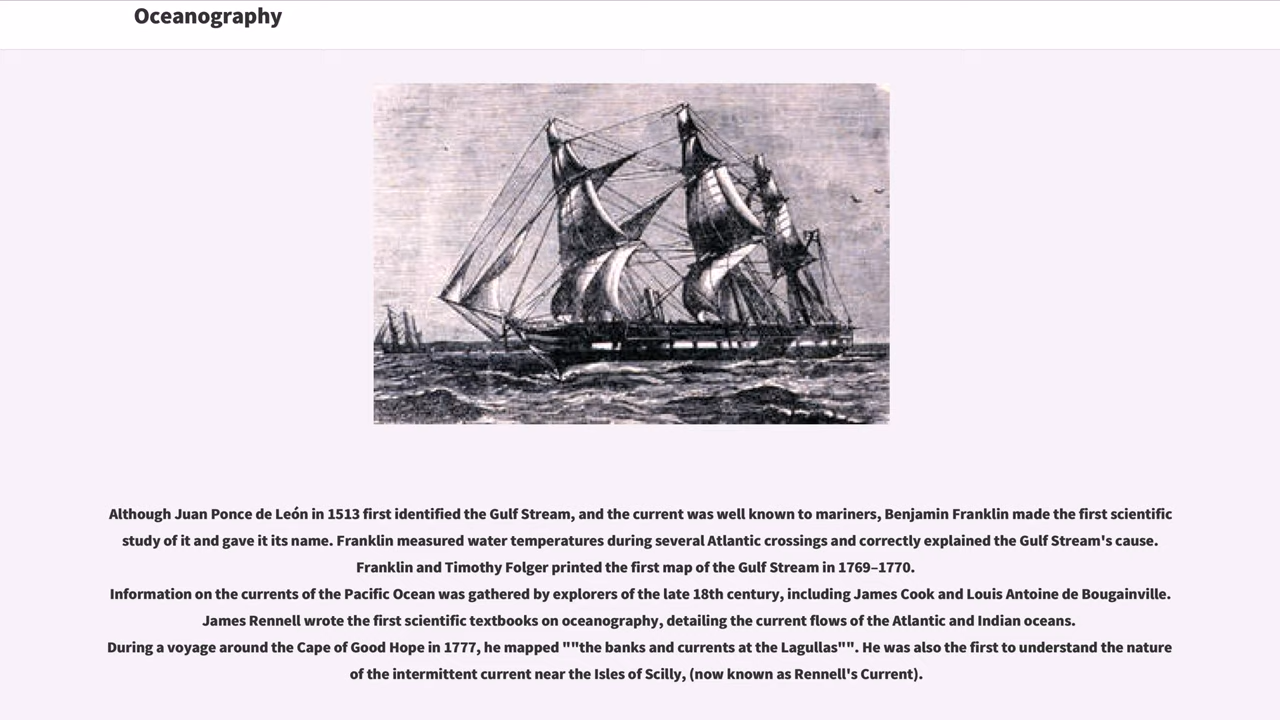 Oceanography
Although Juan Ponce de León in 1513 first identified the Gulf Stream, and the current was well known to mariners, Benjamin Franklin made the first scientific
study of it and gave it its name. Franklin measured water temperatures during several Atlantic crossings and correctly explained the Gulf Stream's cause.
Franklin and Timothy Folger printed the first map of the Gulf Stream in 1769–1770.
Information on the currents of the Pacific Ocean was gathered by explorers of the late 18th century, including James Cook and Louis Antoine de Bougainville.
James Rennell wrote the first scientific textbooks on oceanography, detailing the current flows of the Atlantic and Indian oceans.
During a voyage around the Cape of Good Hope in 1777, he mapped ""the banks and currents at the Lagullas"". He was also the first to understand the nature
of the intermittent current near the Isles of Scilly, (now known as Rennell's Current).